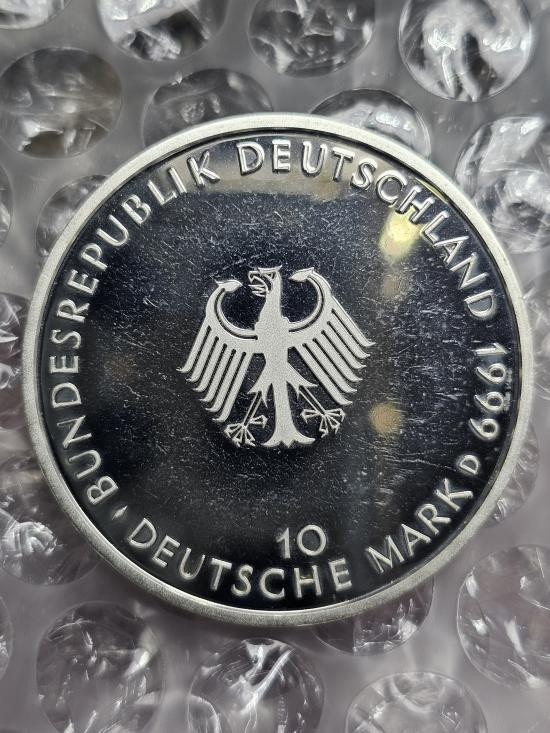 BUNDESREPUBLIK DEUTSCHLAND 1999
D
10
DEUTSCHE MARK